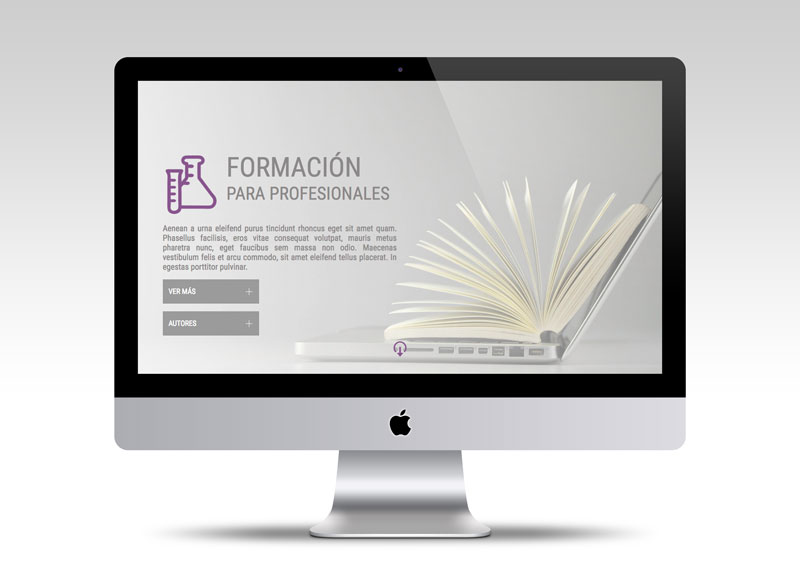 FORMACIÓN
PARA PROFESIONALES
Aenean a urna eleifend purus tincidunt rhoncus eget sit amet quam.
Phasellus facilisis, eros vitae consequat volutpat, mauris metus
pharetra nunc, eget faucibus sem massa non odio. Maecenas
vestibulum felis et arcu commodo, sit amet eleifend tellus placerat. In
egestas porttitor pulvinar.
VER MÁS +
AUTORES +